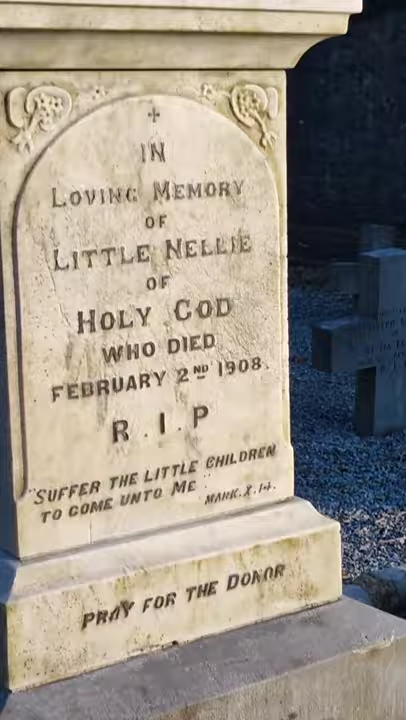 IN
LOVING MEMORY
OF
LITTLE NELLIE
OF
HOLY GOD
WHO DIED
FEBRUARY 2ND 1908.
R.I.P
"SUFFER THE LITTLE CHILDREN
TO COME UNTO ME"
MARK.X.14.
PRAY FOR THE DONOR